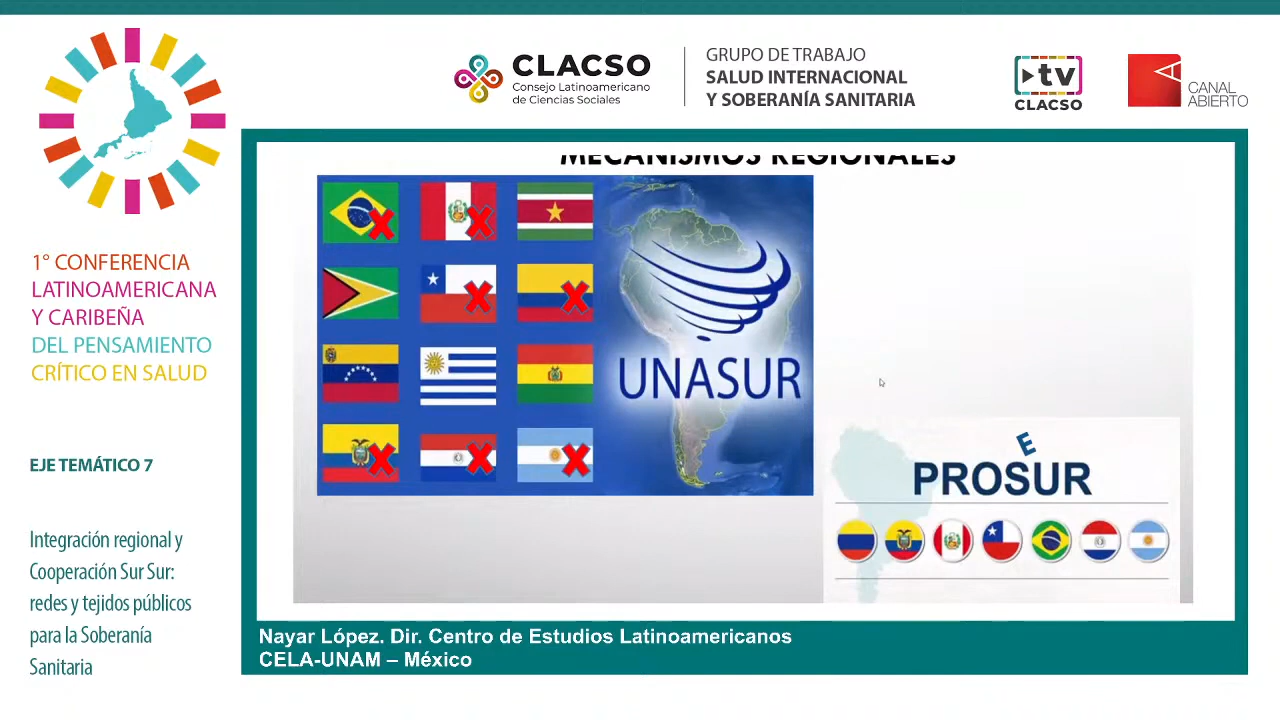 CLACSO
Consejo Latinoamericano
de Ciencias Sociales
GRUPO DE TRABAJO
SALUD INTERNACIONAL
Y SOBERANÍA SANITARIA
tv
CLACSO
CANAL
ABIERTO
1° CONFERENCIA
LATINOAMERICANA
Y CARIBEÑA
DEL PENSAMIENTO
CRÍTICO EN SALUD
EJE TEMÁTICO 7
Integración regional y
Cooperación Sur Sur:
redes y tejidos públicos
para la Soberanía
Sanitaria
MECANISMOS REGIONALES
UNASUR
E
PROSUR
Nayar López. Dir. Centro de Estudios Latinoamericanos
CELA-UNAM – México